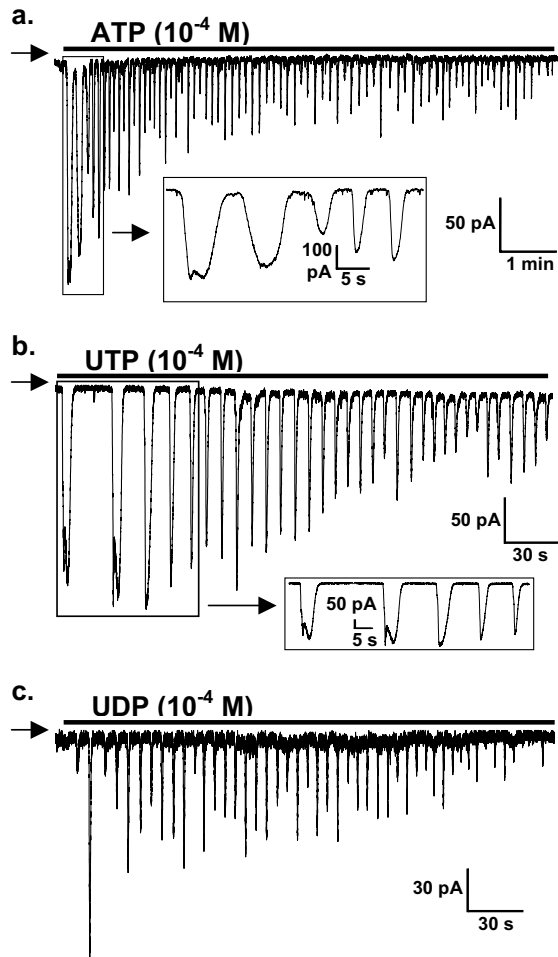 a.
ATP (10⁻⁴ M)
100
pA
5 s
50 pA
1 min
b.
UTP (10⁻⁴ M)
50 pA
30 s
50 pA
5 s
c.
UDP (10⁻⁴ M)
30 pA
30 s